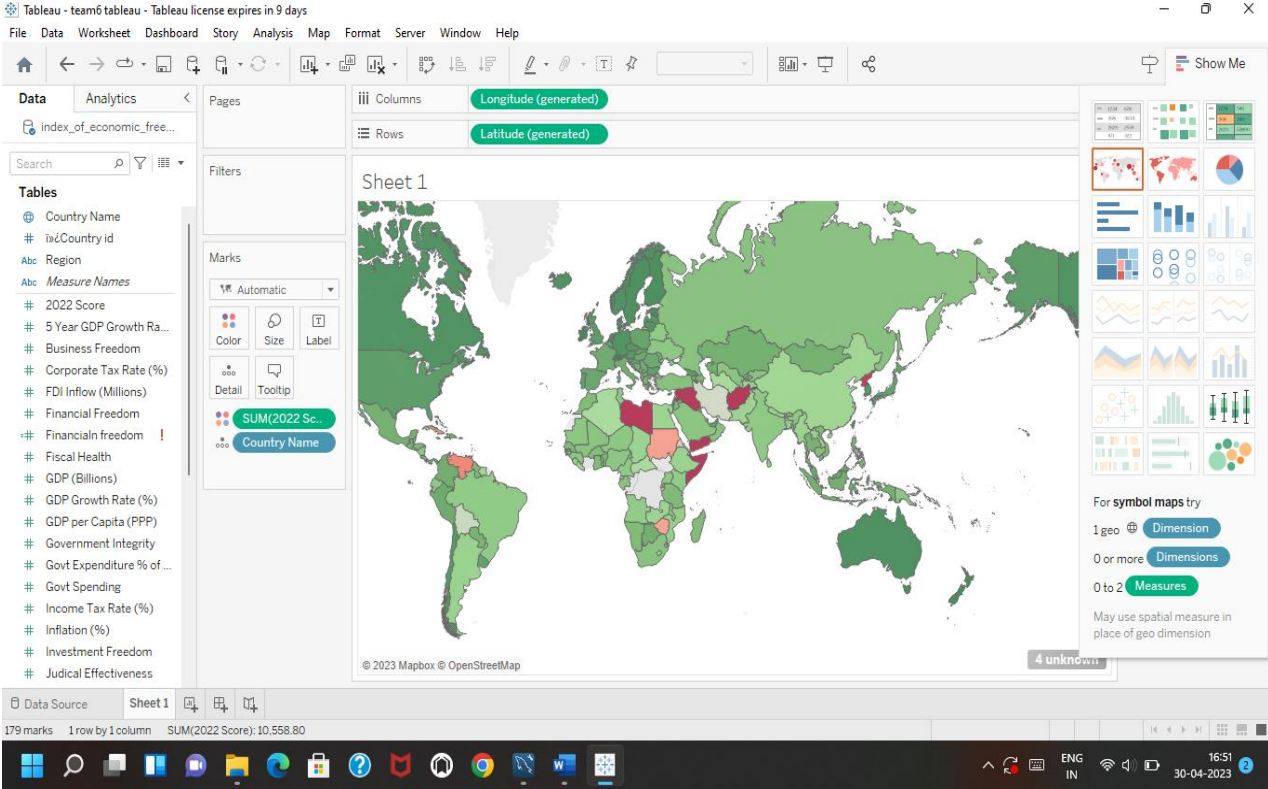 Tableau - team6 tableau - Tableau license expires in 9 days
File Data Worksheet Dashboard Story Analysis Map Format Server Window Help
Show Me
Data Analytics
index_of_economic_free...
Search
Tables
Country Name
ï»¿Country id
Abc Region
Abc Measure Names
# 2022 Score
# 5 Year GDP Growth Ra...
# Business Freedom
# Corporate Tax Rate (%)
# FDI Inflow (Millions)
# Financial Freedom
=# Financialn freedom !
# Fiscal Health
# GDP (Billions)
# GDP Growth Rate (%)
# GDP per Capita (PPP)
# Government Integrity
# Govt Expenditure % of ...
# Govt Spending
# Income Tax Rate (%)
# Inflation (%)
# Investment Freedom
# Judical Effectiveness
Pages
Filters
Marks
Automatic
Color Size Label
Detail Tooltip
SUM(2022 Sc..
Country Name
iii Columns Longitude (generated)
Rows Latitude (generated)
Sheet 1
© 2023 Mapbox © OpenStreetMap
4 unknown
For symbol maps try
1 geo Dimension
0 or more Dimensions
0 to 2 Measures
May use spatial measure in
place of geo dimension
Data Source Sheet 1
179 marks 1 row by 1 column SUM(2022 Score): 10,558.80
ENG
IN
16:51
30-04-2023
2